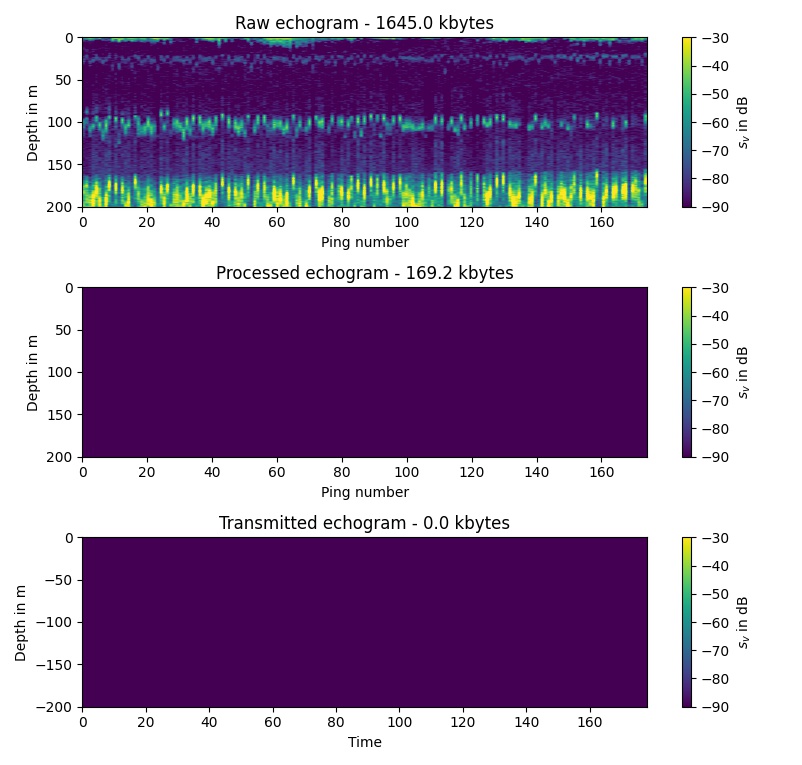 Raw echogram - 1645.0 kbytes
0
50
100
150
200
Depth in m
0 20 40 60 80 100 120 140 160
Ping number
−30
−40
−50
−60
−70
−80
−90
sv in dB
Processed echogram - 169.2 kbytes
0
50
100
150
200
Depth in m
0 20 40 60 80 100 120 140 160
Ping number
−30
−40
−50
−60
−70
−80
−90
sv in dB
Transmitted echogram - 0.0 kbytes
0
−50
−100
−150
−200
Depth in m
0 20 40 60 80 100 120 140 160
Time
−30
−40
−50
−60
−70
−80
−90
sv in dB